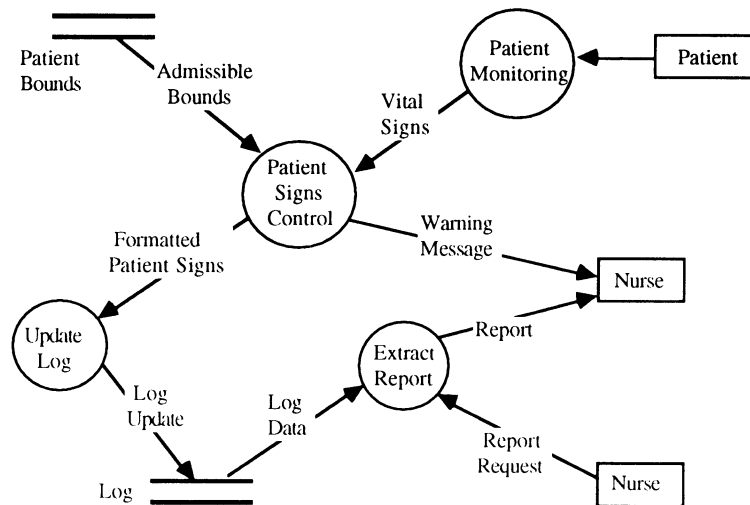 Patient
Bounds
Admissible
Bounds
Patient
Monitoring
Patient
Vital
Signs
Patient
Signs
Control
Warning
Message
Formatted
Patient Signs
Nurse
Update
Log
Report
Extract
Report
Log
Update
Log
Data
Report
Request
Log
Nurse